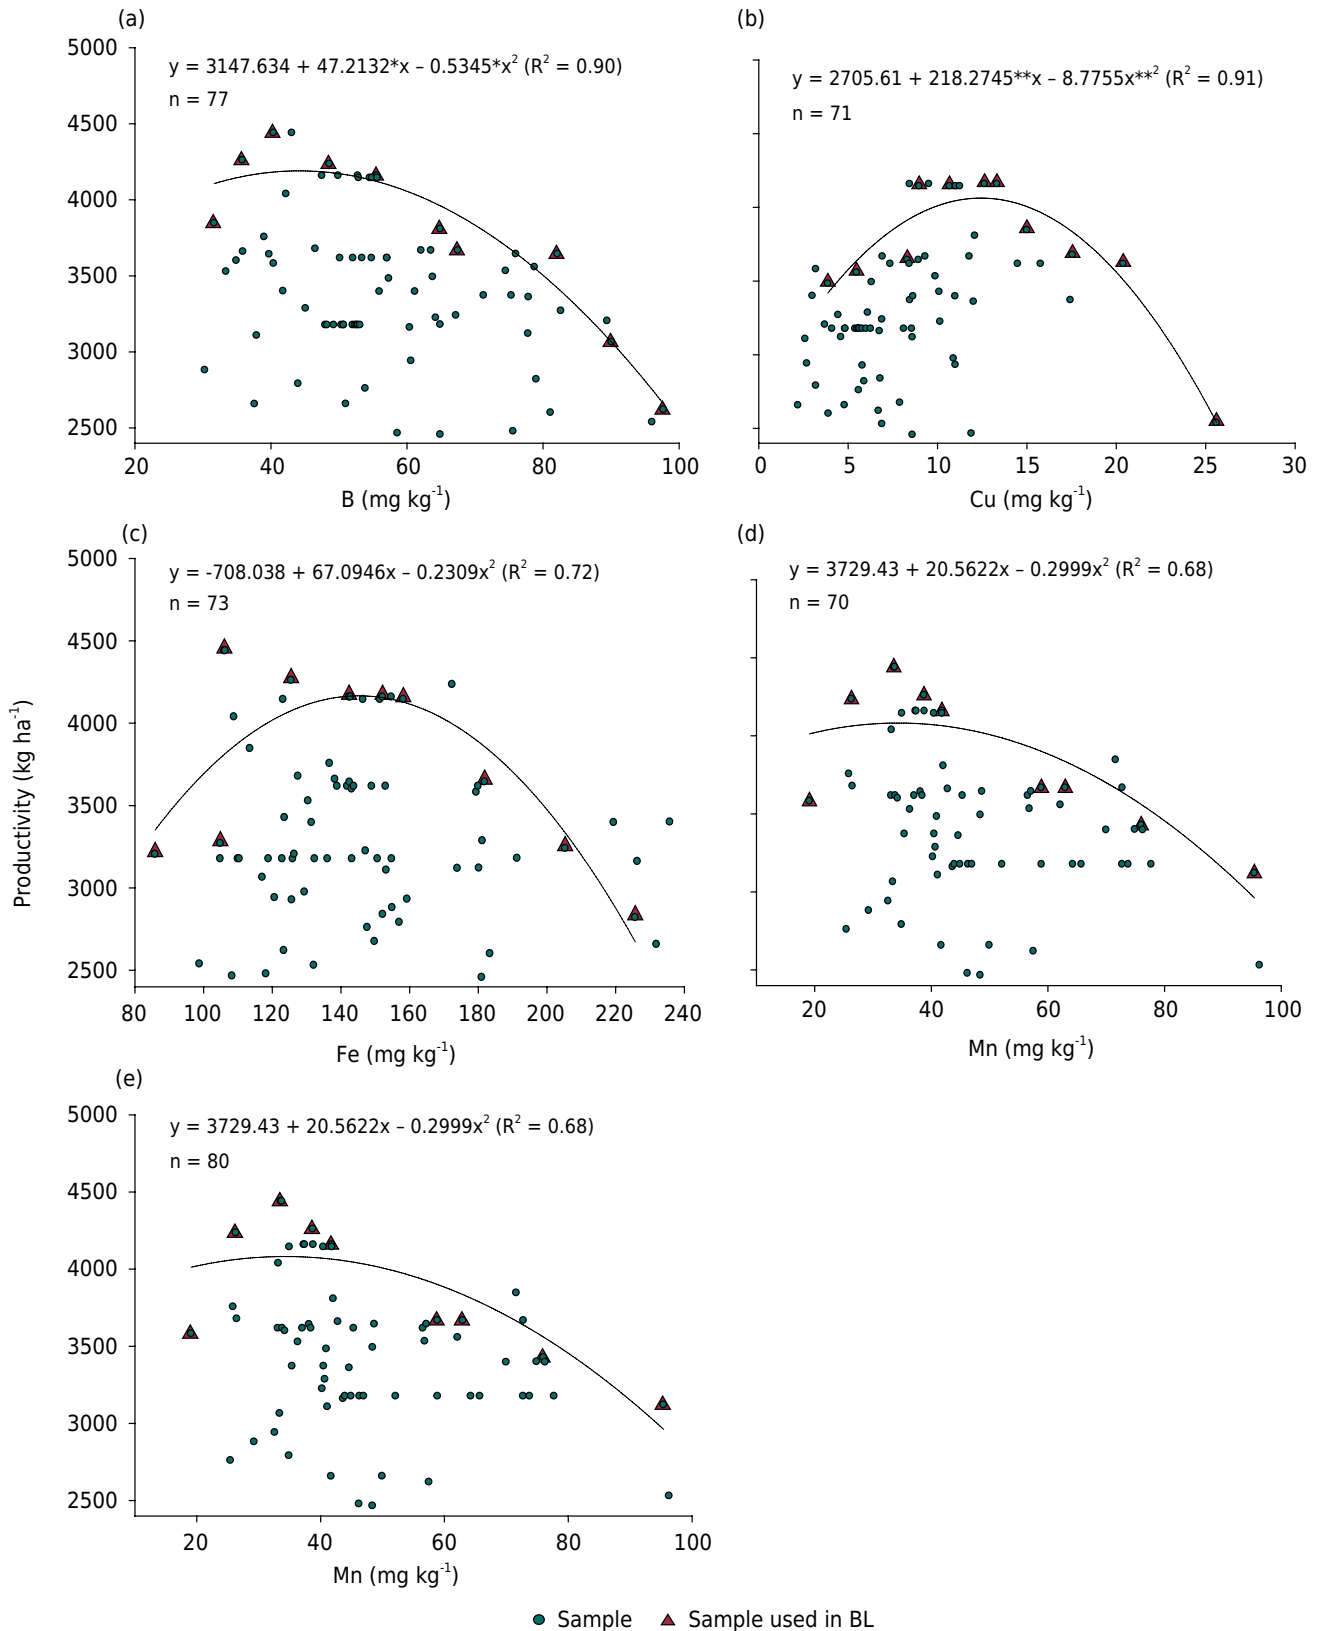 (a)
y = 3147.634 + 47.2132*x – 0.5345*x² (R² = 0.90)
n = 77
5000
4500
4000
3500
3000
2500
20 40 60 80 100
B (mg kg⁻¹)
(b)
y = 2705.61 + 218.2745**x – 8.7755x**² (R² = 0.91)
n = 71
0 5 10 15 20 25 30
Cu (mg kg⁻¹)
Productivity (kg ha⁻¹)
(c)
y = -708.038 + 67.0946x – 0.2309x² (R² = 0.72)
n = 73
5000
4500
4000
3500
3000
2500
80 100 120 140 160 180 200 220 240
Fe (mg kg⁻¹)
(d)
y = 3729.43 + 20.5622x – 0.2999x² (R² = 0.68)
n = 70
20 40 60 80 100
Mn (mg kg⁻¹)
(e)
y = 3729.43 + 20.5622x – 0.2999x² (R² = 0.68)
n = 80
5000
4500
4000
3500
3000
2500
20 40 60 80 100
Mn (mg kg⁻¹)
Sample Sample used in BL